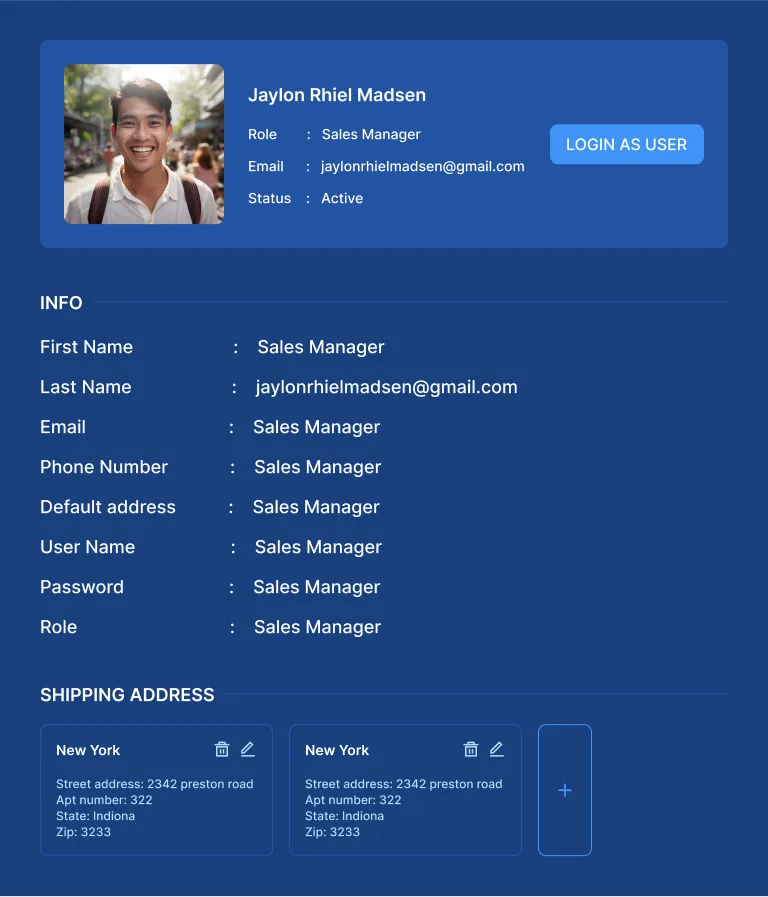 Jaylon Rhiel Madsen
Role : Sales Manager
Email : jaylonrhielmadsen@gmail.com
Status : Active
LOGIN AS USER
INFO
First Name : Sales Manager
Last Name : jaylonrhielmadsen@gmail.com
Email : Sales Manager
Phone Number : Sales Manager
Default address : Sales Manager
User Name : Sales Manager
Password : Sales Manager
Role : Sales Manager
SHIPPING ADDRESS
New York
Street address: 2342 preston road
Apt number: 322
State: Indiona
Zip: 3233
New York
Street address: 2342 preston road
Apt number: 322
State: Indiona
Zip: 3233
+